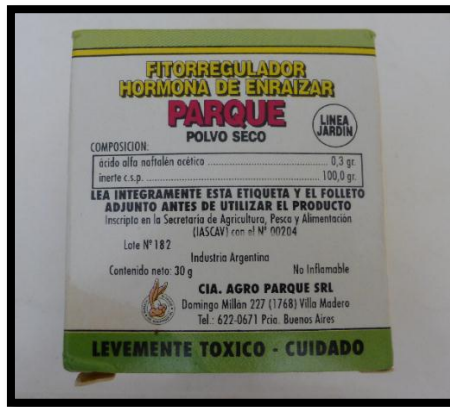 FITORREGULADOR
HORMONA DE ENRAIZAR
PARQUE
POLVO SECO
LINEA
JARDIN
COMPOSICION:
ácido alfa naftalén acético ........................ 0,3 gr.
inerte c.s.p. ........................ 100,0 gr.
LEA INTEGRAMENTE ESTA ETIQUETA Y EL FOLLETO
ADJUNTO ANTES DE UTILIZAR EL PRODUCTO
Inscripto en la Secretaría de Agricultura, Pesca y Alimentación
(IASCAV) con el Nº 00204
Lote Nº 182
Industria Argentina
Contenido neto: 30 g No Inflamable
CIA. AGRO PARQUE SRL
Domingo Millán 227 (1768) Villa Madero
Tel.: 622-0671 Pcia. Buenos Aires
LEVEMENTE TOXICO - CUIDADO